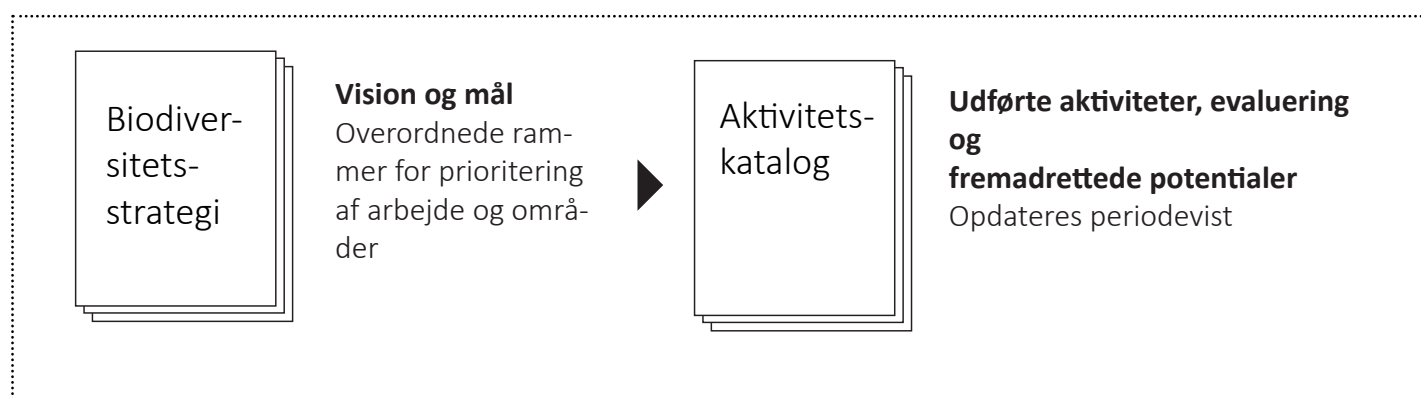 Biodiver-
sitets-
strategi
Vision og mål
Overordnede ram-
mer for prioritering
af arbejde og områ-
der
Aktivitets-
katalog
Udførte aktiviteter, evaluering
og
fremadrettede potentialer
Opdateres periodevist